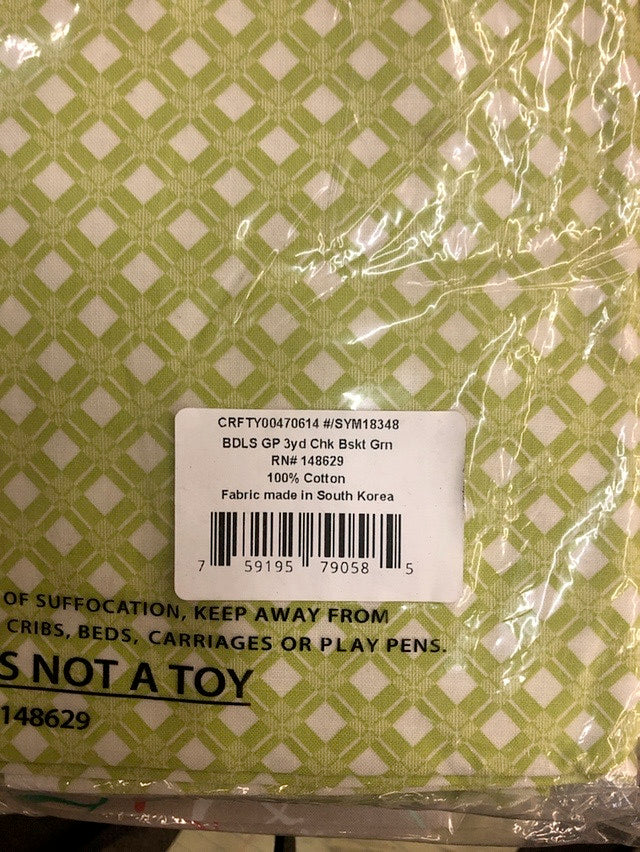 CRFTY00470614 #/SYM18348
BDLS GP 3yd Chk Bskt Grn
RN# 148629
100% Cotton
Fabric made in South Korea
7 59195 79058 5
OF SUFFOCATION, KEEP AWAY FROM
CRIBS, BEDS, CARRIAGES OR PLAY PENS.
S NOT A TOY
148629